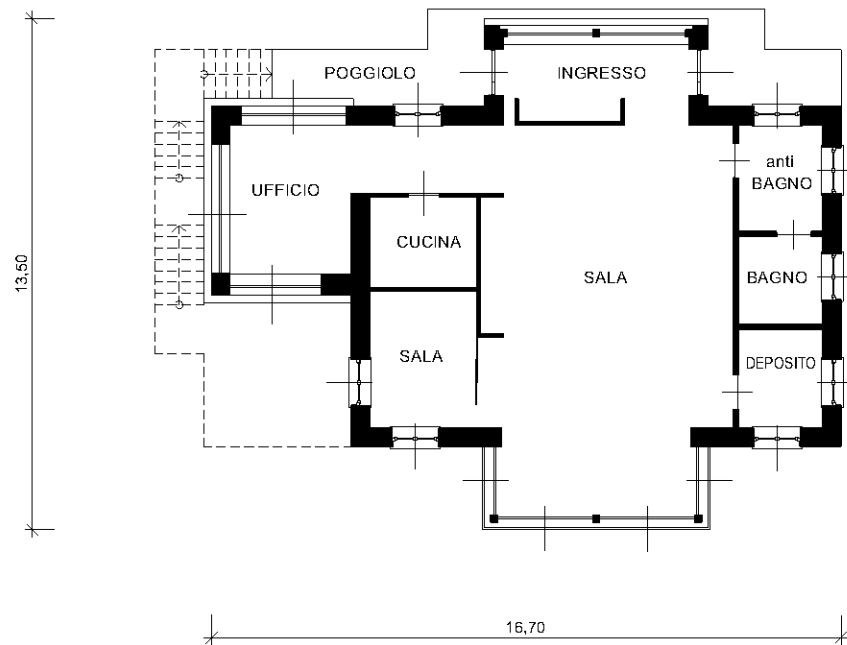 POGGIOLO
INGRESSO
anti
BAGNO
UFFICIO
CUCINA
SALA
BAGNO
SALA
DEPOSITO
13,50
16,70